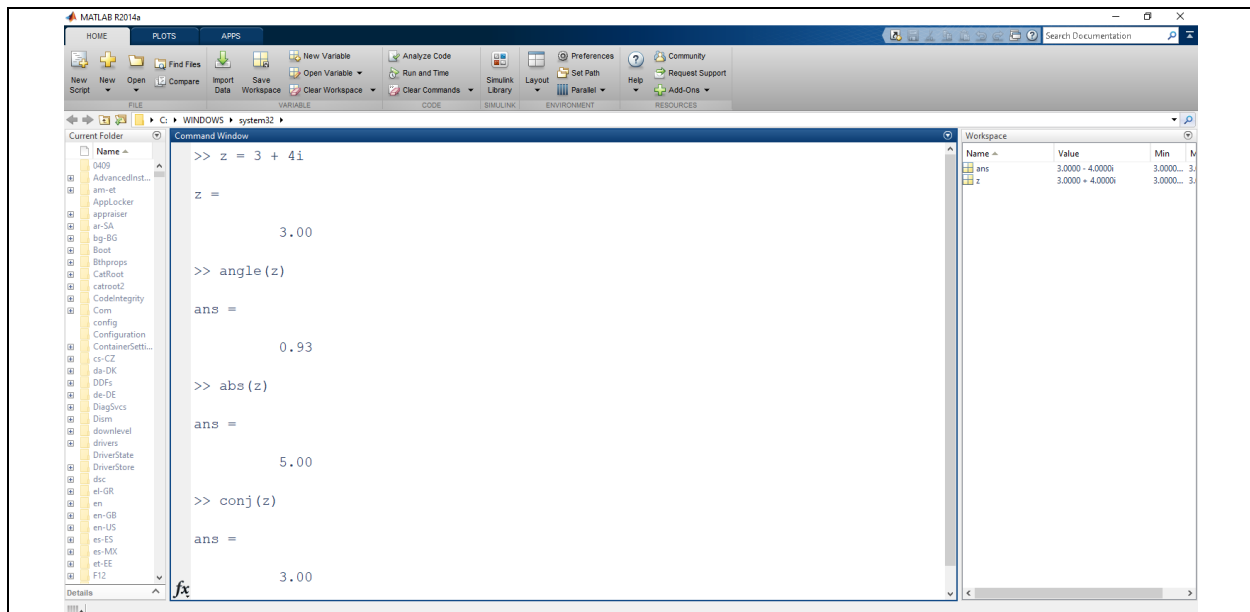 MATLAB R2014a
HOME PLOTS APPS
Search Documentation
New Script
New
Open
Find Files
Compare
Import Data
Save Workspace
New Variable
Open Variable
Clear Workspace
Analyze Code
Run and Time
Clear Commands
Simulink Library
Layout
Preferences
Set Path
Parallel
Help
Community
Request Support
Add-Ons
FILE VARIABLE CODE SIMULINK ENVIRONMENT RESOURCES
C: WINDOWS system32
Current Folder
Name
0409
AdvancedInst...
am-et
AppLocker
appraiser
ar-SA
bg-BG
Boot
Bthprops
CatRoot
catroot2
CodeIntegrity
Com
config
Configuration
ContainerSetti...
cs-CZ
da-DK
DDFs
de-DE
DiagSvcs
Dism
downlevel
drivers
DriverState
DriverStore
dsc
el-GR
en
en-GB
en-US
es-ES
es-MX
et-EE
F12
Details
Command Window
>> z = 3 + 4i
z =
3.00
>> angle(z)
ans =
0.93
>> abs(z)
ans =
5.00
>> conj(z)
ans =
3.00
fx
Workspace
Name Value Min M
ans 3.0000 - 4.0000i 3.0000... 3.
z 3.0000 + 4.0000i 3.0000... 3.